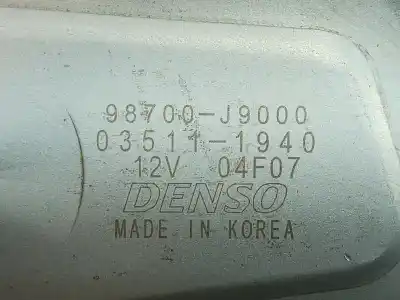 98700-J9000
03511-1940
12V 04F07
DENSO
MADE IN KOREA